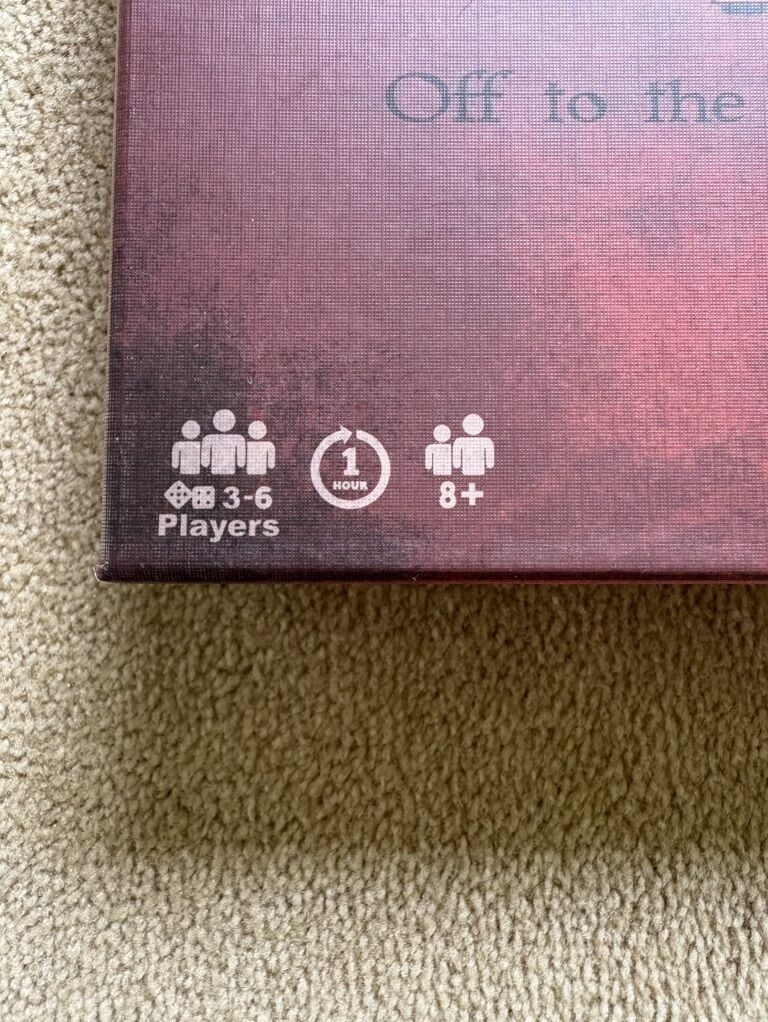 Off to the
3-6
Players
1
HOUR
8+